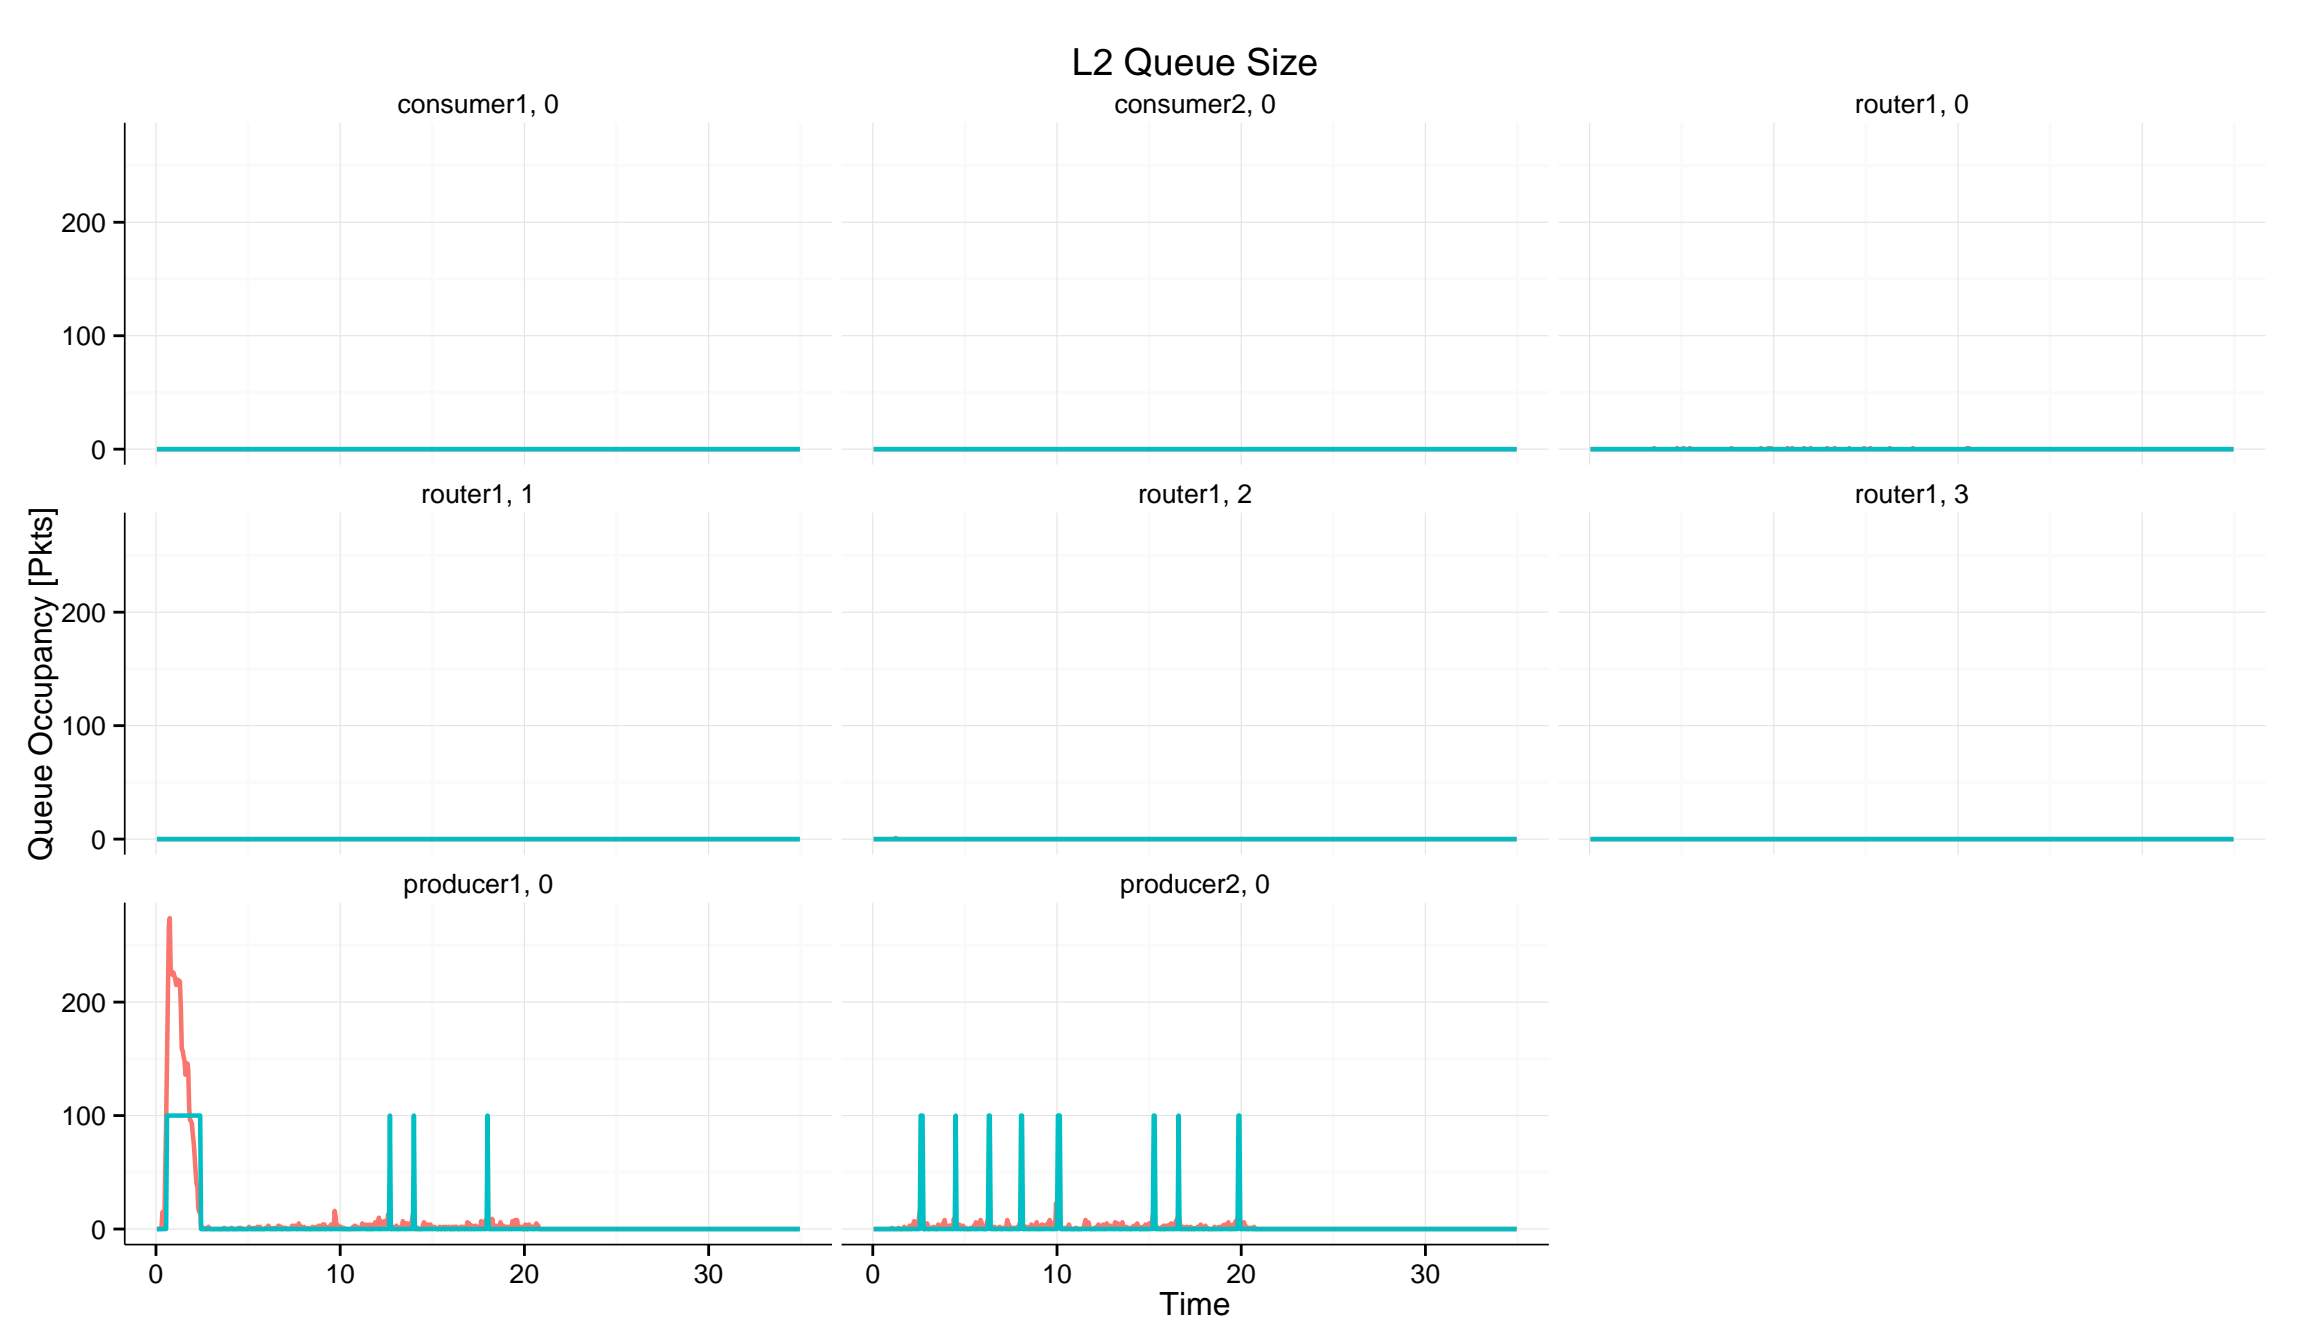 L2 Queue Size
consumer1, 0
consumer2, 0
router1, 0
200
100
0
router1, 1
router1, 2
router1, 3
Queue Occupancy [Pkts]
200
100
0
producer1, 0
producer2, 0
200
100
0
0 10 20 30
0 10 20 30
Time